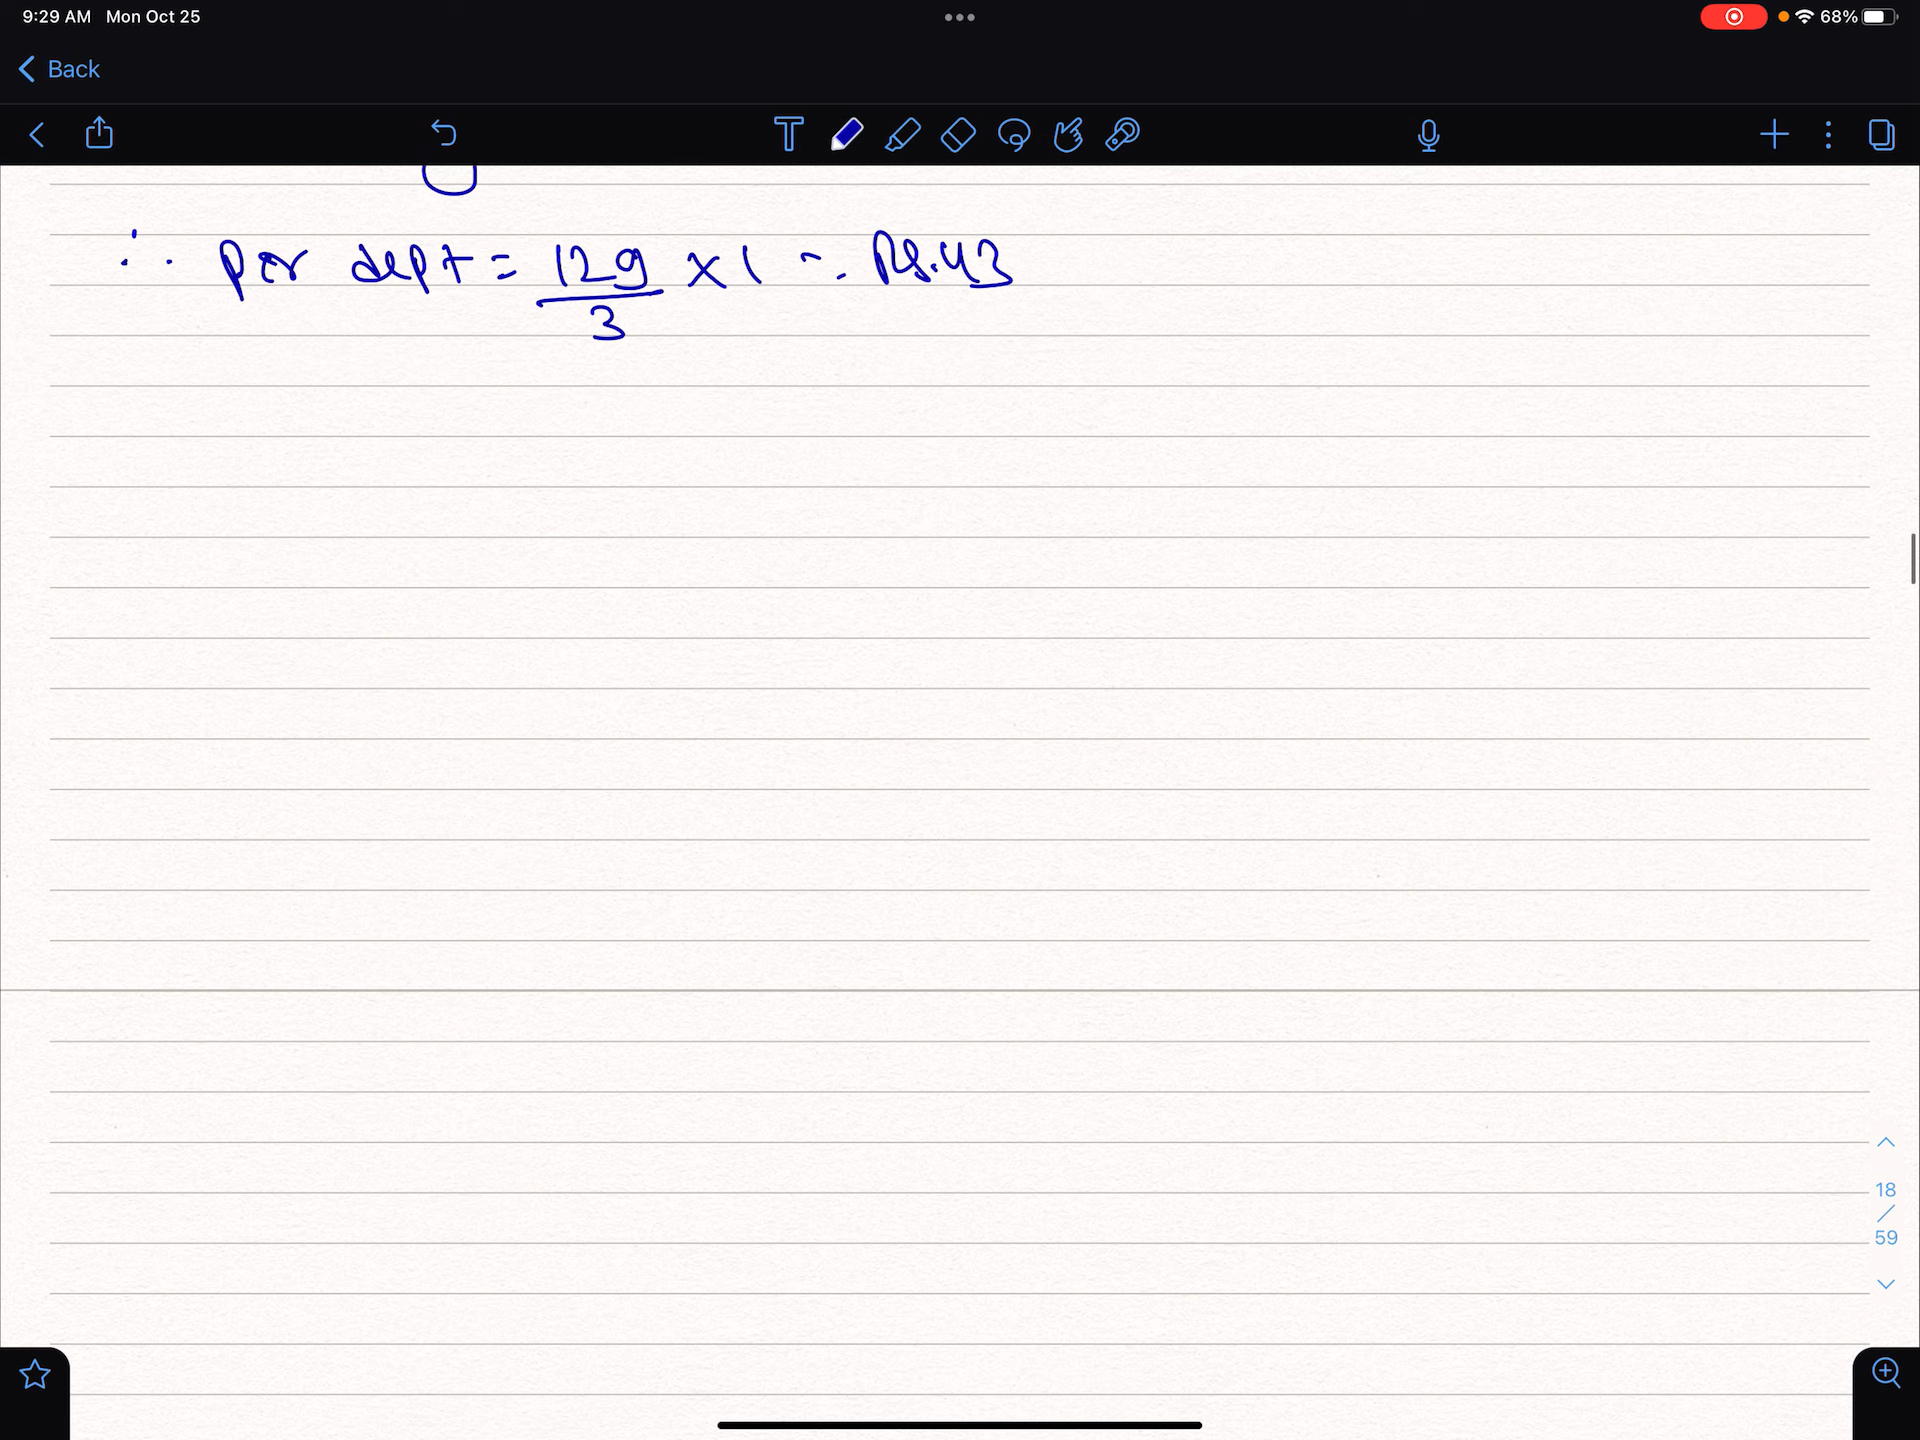 9:29 AM Mon Oct 25
68%
Back
∴ per dept = 129/3 x 1 = Rs.43
18
/
59